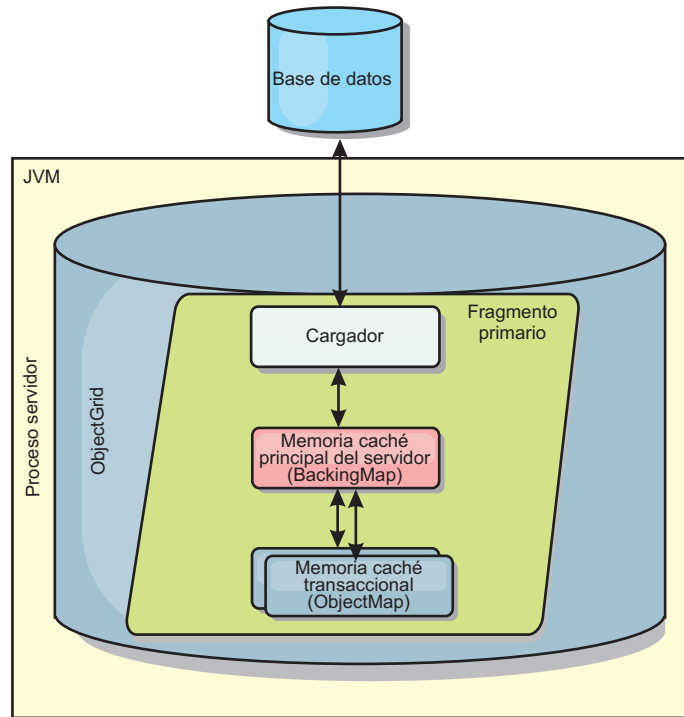 Base de datos
JVM
Proceso servidor
ObjectGrid
Fragmento
primario
Cargador
Memoria caché
principal del servidor
(BackingMap)
Memoria caché
transaccional
(ObjectMap)